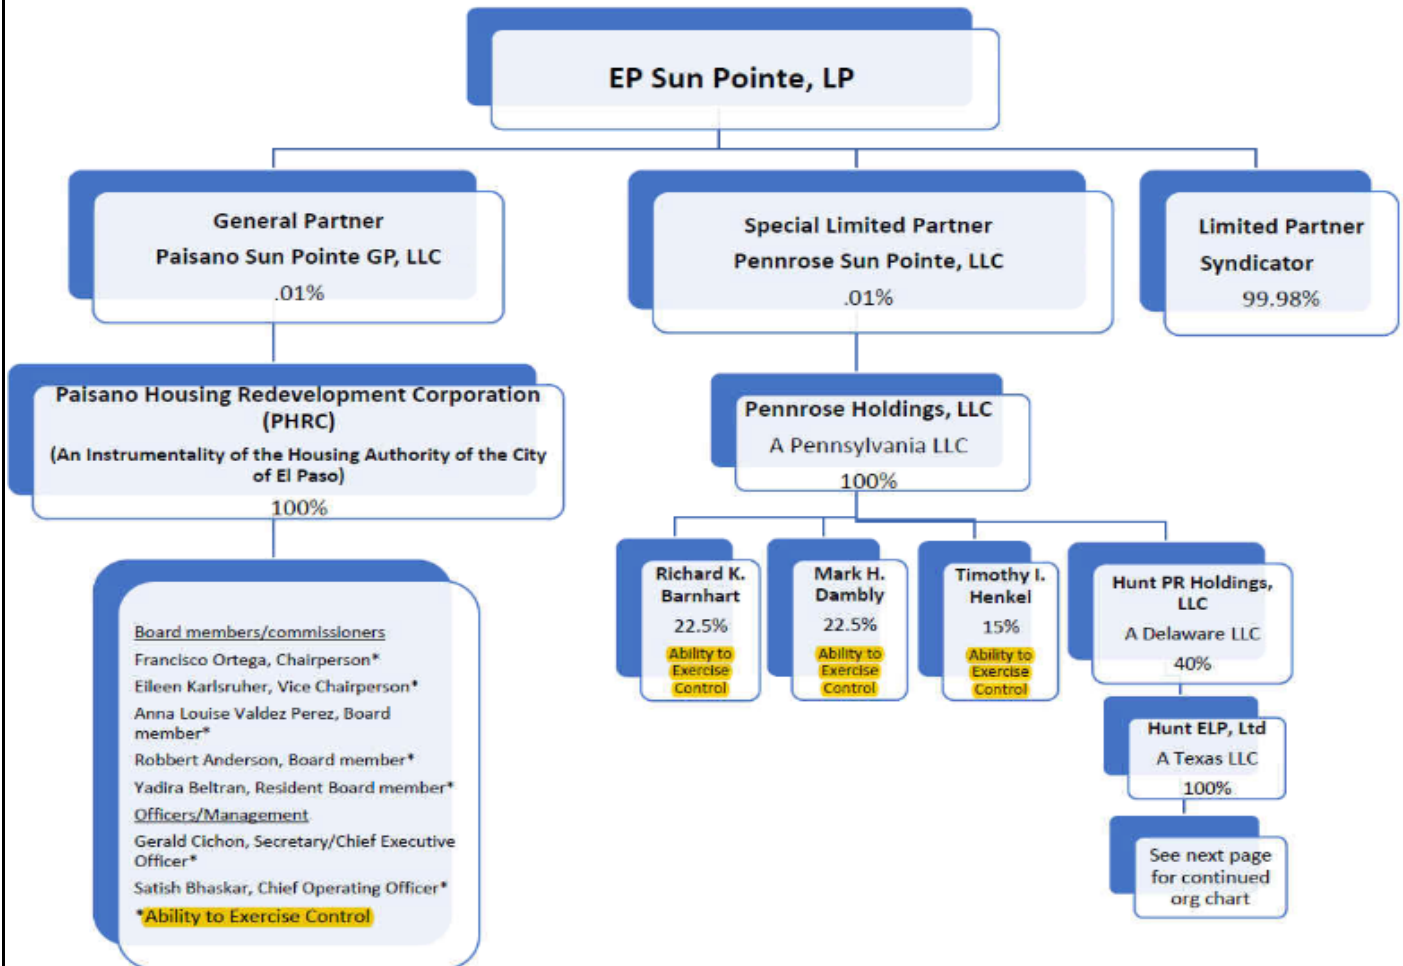 EP Sun Pointe, LP
General Partner
Paisano Sun Pointe GP, LLC
.01%
Special Limited Partner
Pennrose Sun Pointe, LLC
.01%
Limited Partner
Syndicator
99.98%
Paisano Housing Redevelopment Corporation
(PHRC)
(An Instrumentality of the Housing Authority of the City
of El Paso)
100%
Pennrose Holdings, LLC
A Pennsylvania LLC
100%
Board members/commissioners
Francisco Ortega, Chairperson*
Eileen Karlsruher, Vice Chairperson*
Anna Louise Valdez Perez, Board
member*
Robbert Anderson, Board member*
Yadira Beltran, Resident Board member*
Officers/Management
Gerald Cichon, Secretary/Chief Executive
Officer*
Satish Bhaskar, Chief Operating Officer*
*Ability to Exercise Control
Richard K.
Barnhart
22.5%
Ability to
Exercise
Control
Mark H.
Dambly
22.5%
Ability to
Exercise
Control
Timothy I.
Henkel
15%
Ability to
Exercise
Control
Hunt PR Holdings,
LLC
A Delaware LLC
40%
Hunt ELP, Ltd
A Texas LLC
100%
See next page
for continued
org chart